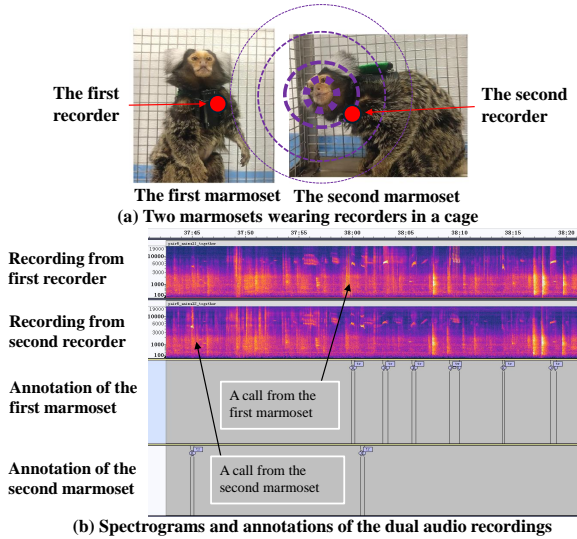 The first
recorder
The second
recorder
The first marmoset The second marmoset
(a) Two marmosets wearing recorders in a cage
37:45 37:50 37:55 38:00 38:05 38:10 38:15 38:20
Recording from
first recorder
19000
10000
6000
3000
1000
100
Recording from
second recorder
19000
10000
6000
3000
1000
100
Annotation of the
first marmoset
A call from the
first marmoset
Annotation of the
second marmoset
A call from the
second marmoset
(b) Spectrograms and annotations of the dual audio recordings